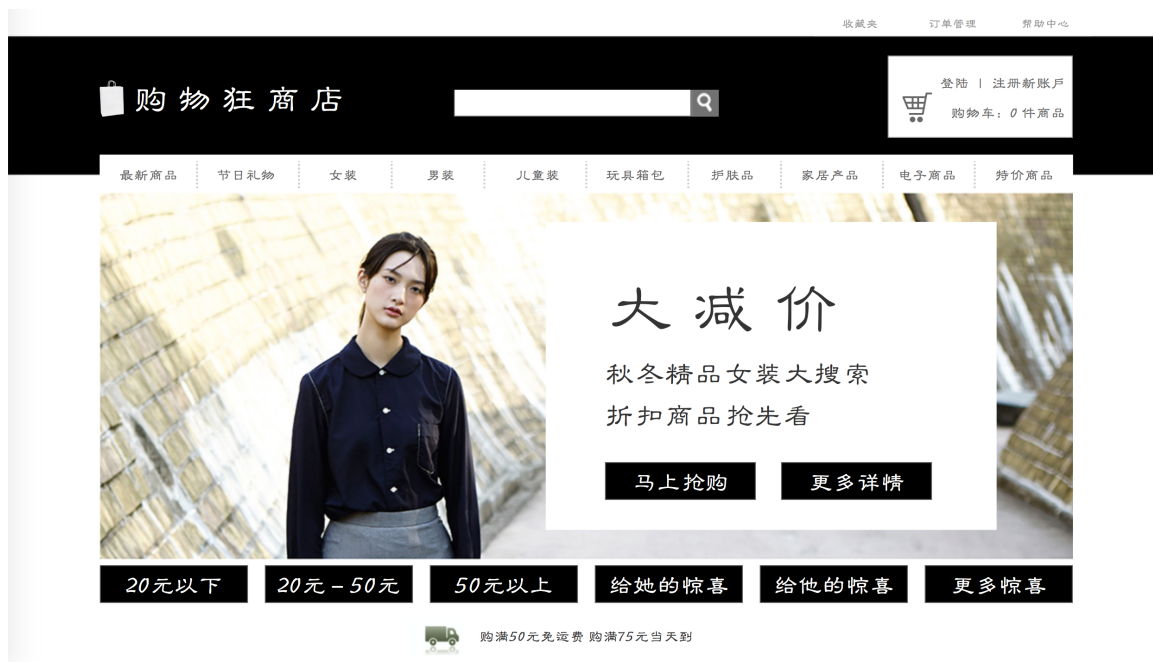 收藏夹 订单管理 帮助中心
购物狂商店
登陆 | 注册新账户
购物车：0 件商品
最新商品 节日礼物 女装 男装 儿童装 玩具箱包 护肤品 家居产品 电子商品 特价商品
大减价
秋冬精品女装大搜索
折扣商品抢先看
马上抢购 更多详情
20元以下 20元–50元 50元以上 给她的惊喜 给他的惊喜 更多惊喜
购满50元免运费 购满75元当天到